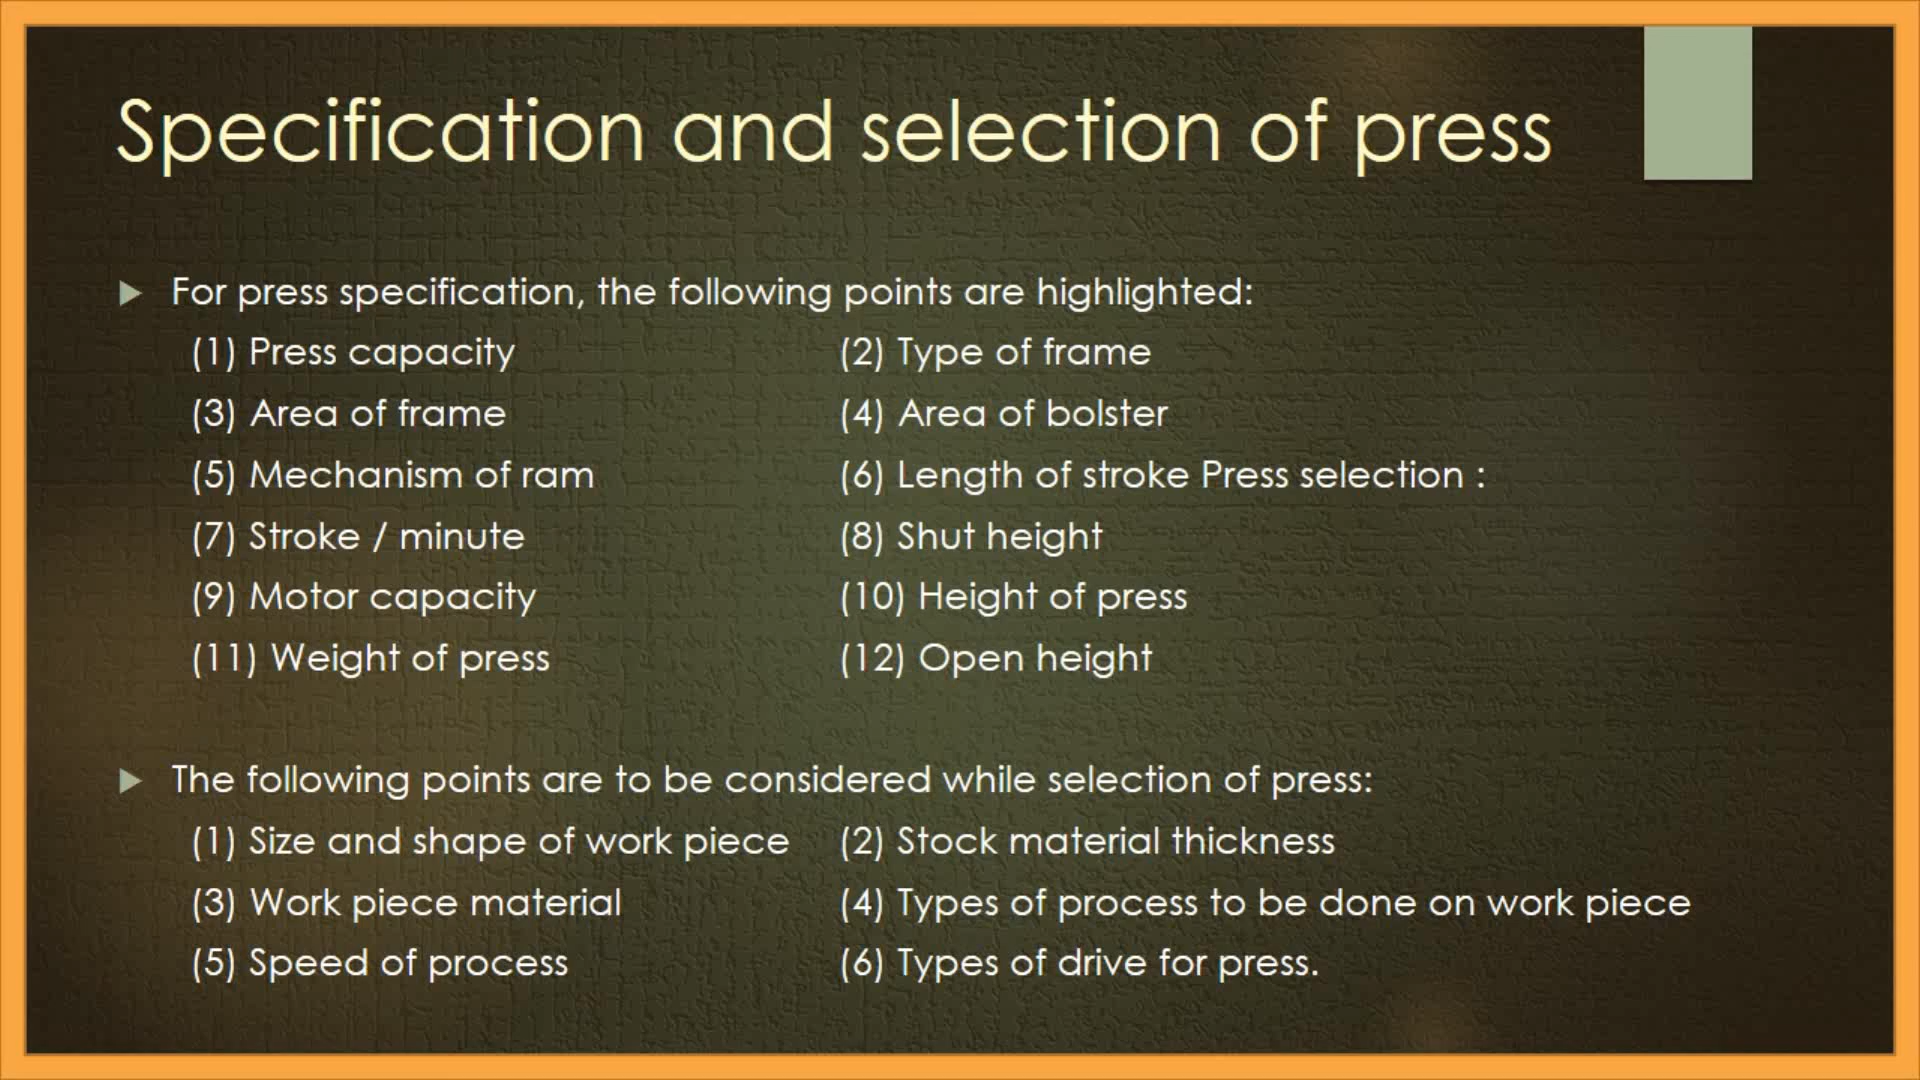 Specification and selection of press
For press specification, the following points are highlighted:
(1) Press capacity (2) Type of frame
(3) Area of frame (4) Area of bolster
(5) Mechanism of ram (6) Length of stroke Press selection :
(7) Stroke / minute (8) Shut height
(9) Motor capacity (10) Height of press
(11) Weight of press (12) Open height
The following points are to be considered while selection of press:
(1) Size and shape of work piece (2) Stock material thickness
(3) Work piece material (4) Types of process to be done on work piece
(5) Speed of process (6) Types of drive for press.